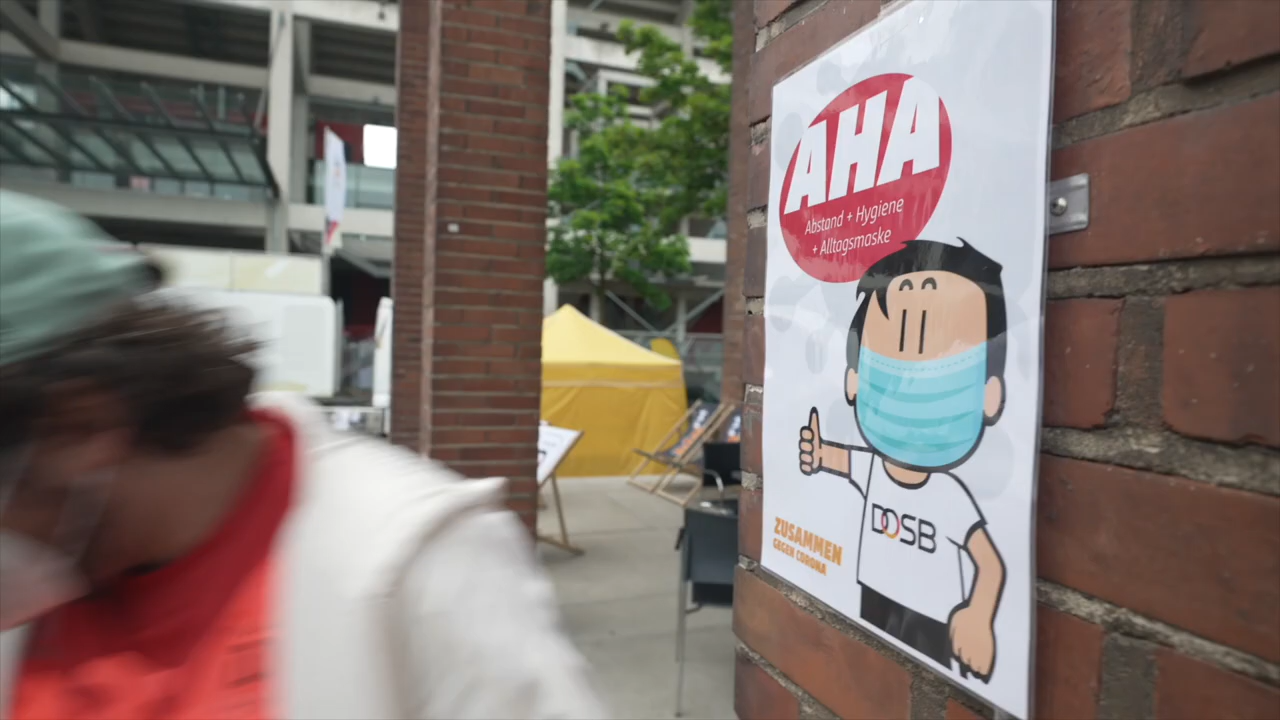 AHA
Abstand + Hygiene
+ Alltagsmaske
DOSB
ZUSAMMEN
GEGEN CORONA